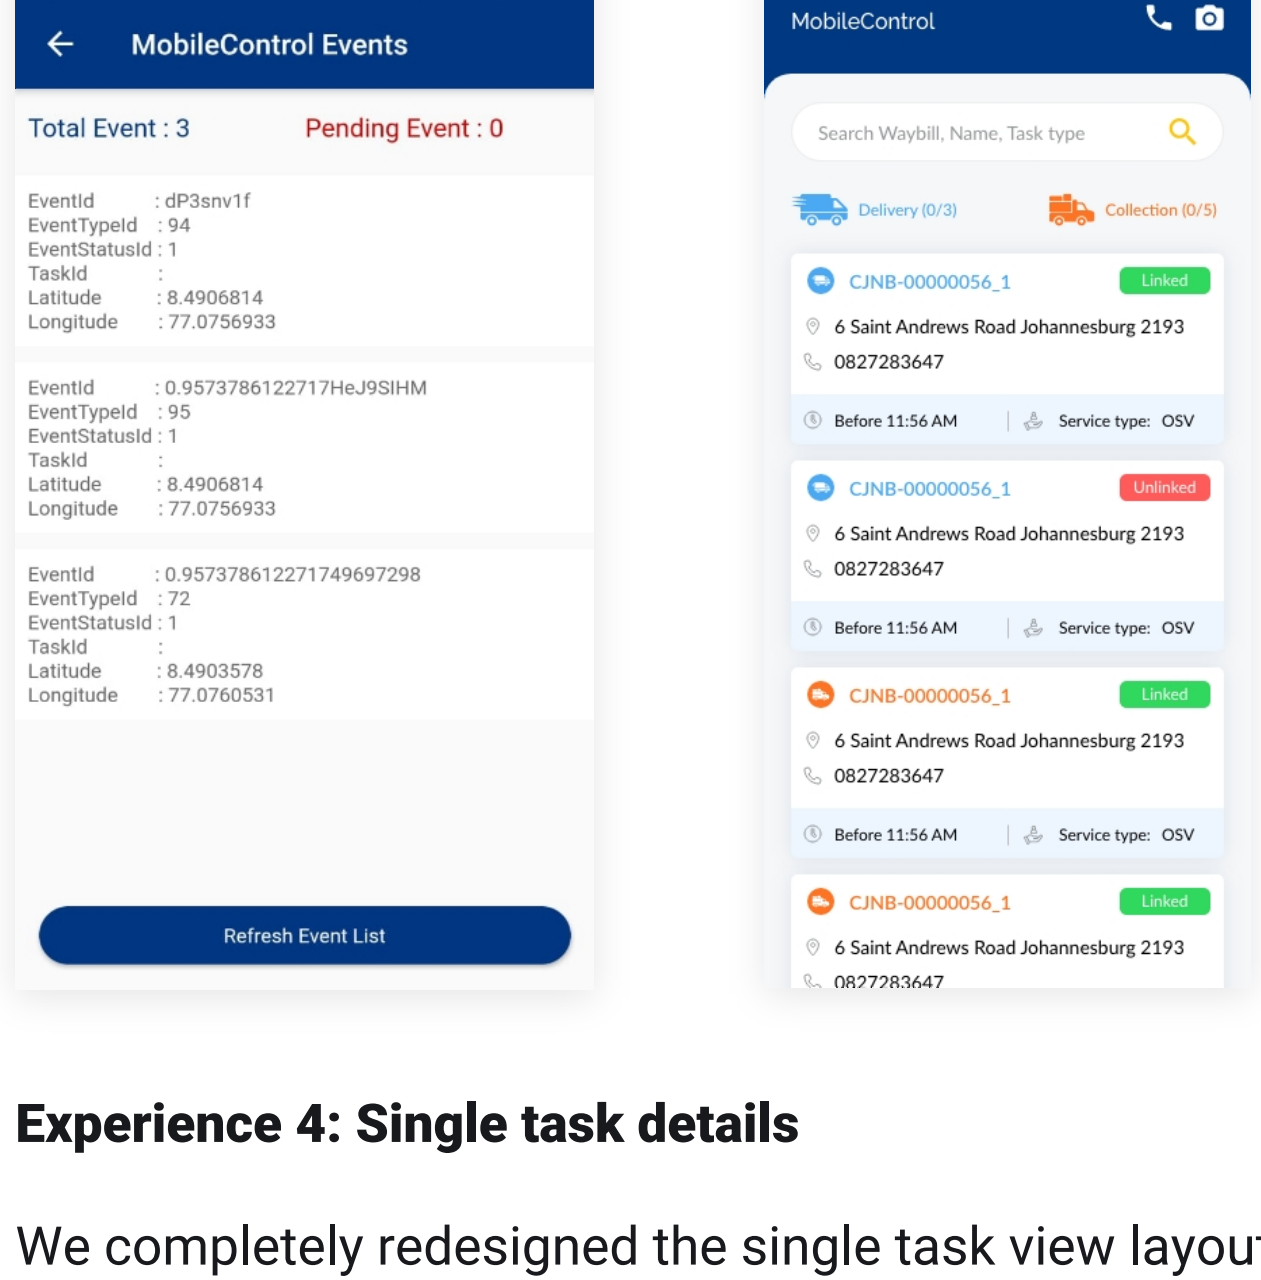 MobileControl Events
Total Event : 3 Pending Event : 0
EventId : dP3snv1f
EventTypeId : 94
EventStatusId : 1
TaskId :
Latitude : 8.4906814
Longitude : 77.0756933
EventId : 0.9573786122717HeJ9SIHM
EventTypeId : 95
EventStatusId : 1
TaskId :
Latitude : 8.4906814
Longitude : 77.0756933
EventId : 0.957378612271749697298
EventTypeId : 72
EventStatusId : 1
TaskId :
Latitude : 8.4903578
Longitude : 77.0760531
Refresh Event List
MobileControl
Search Waybill, Name, Task type
Delivery (0/3) Collection (0/5)
CJNB-00000056_1 Linked
6 Saint Andrews Road Johannesburg 2193
0827283647
Before 11:56 AM | Service type: OSV
CJNB-00000056_1 Unlinked
6 Saint Andrews Road Johannesburg 2193
0827283647
Before 11:56 AM | Service type: OSV
CJNB-00000056_1 Linked
6 Saint Andrews Road Johannesburg 2193
0827283647
Before 11:56 AM | Service type: OSV
CJNB-00000056_1 Linked
6 Saint Andrews Road Johannesburg 2193
0827283647
Experience 4: Single task details
We completely redesigned the single task view layout